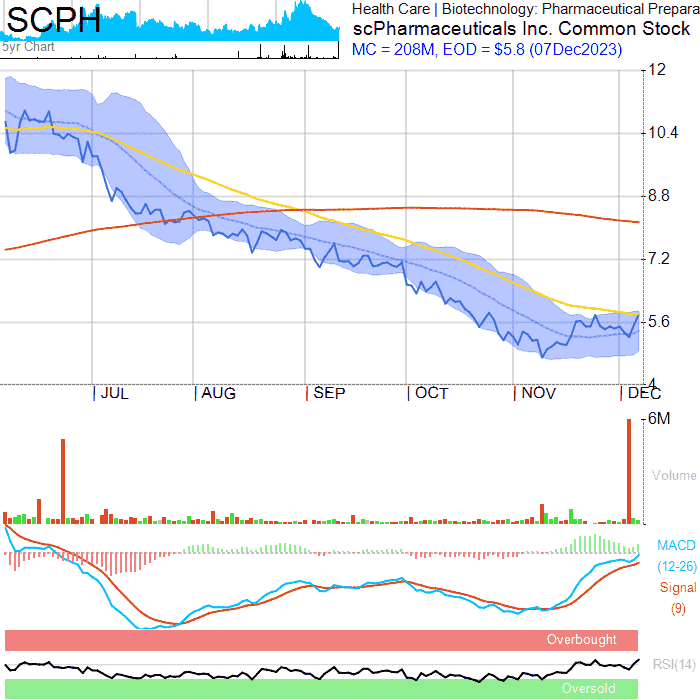 SCPH
5yr Chart
Health Care | Biotechnology: Pharmaceutical Prepara
scPharmaceuticals Inc. Common Stock
MC = 208M, EOD = $5.8 (07Dec2023)
12
10.4
8.8
7.2
5.6
4
JUL AUG SEP OCT NOV DEC
6M
Volume
MACD
(12-26)
Signal
(9)
Overbought
RSI(14)
Oversold